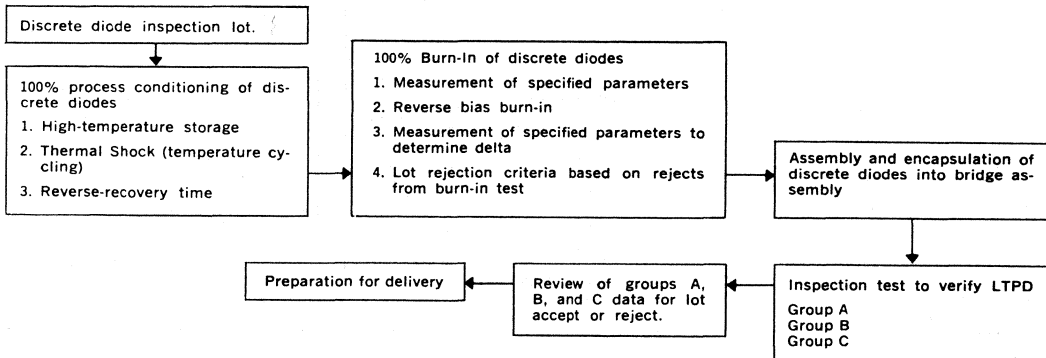 Discrete diode inspection lot.
100% process conditioning of dis-
crete diodes
1. High-temperature storage
2. Thermal Shock (temperature cy-
cling)
3. Reverse-recovery time
100% Burn-In of discrete diodes
1. Measurement of specified parameters
2. Reverse bias burn-in
3. Measurement of specified parameters to
determine delta
4. Lot rejection criteria based on rejects
from burn-in test
Assembly and encapsulation of
discrete diodes into bridge as-
sembly
Inspection test to verify LTPD
Group A
Group B
Group C
Review of groups A,
B, and C data for lot
accept or reject.
Preparation for delivery